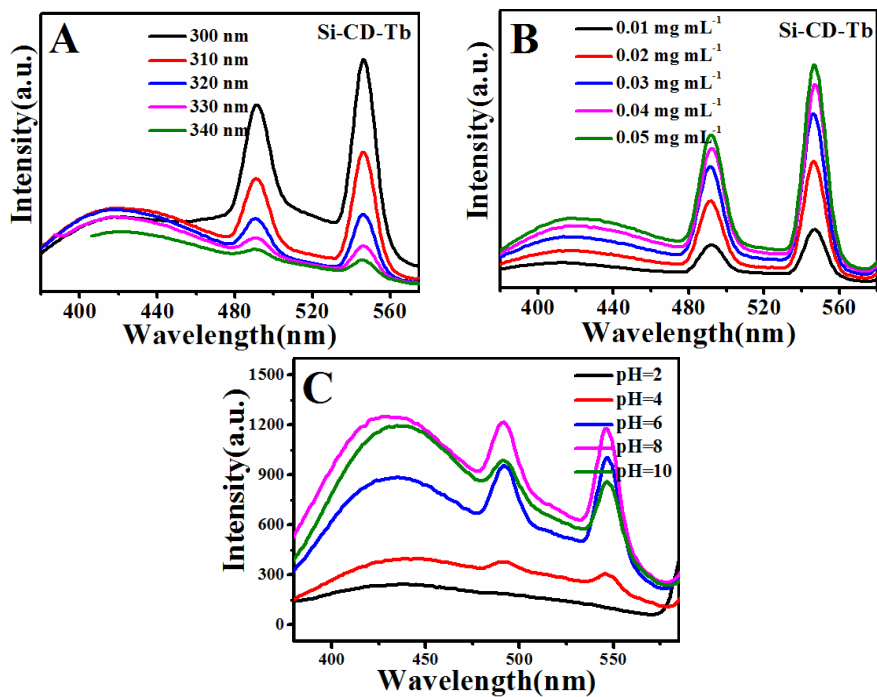 A
300 nm
310 nm
320 nm
330 nm
340 nm
Si-CD-Tb
Intensity(a.u.)
400 440 480 520 560
Wavelength(nm)
B
0.01 mg mL⁻¹
0.02 mg mL⁻¹
0.03 mg mL⁻¹
0.04 mg mL⁻¹
0.05 mg mL⁻¹
Si-CD-Tb
Intensity(a.u.)
400 440 480 520 560
Wavelength(nm)
C
pH=2
pH=4
pH=6
pH=8
pH=10
1500
1200
900
600
300
0
Intensity(a.u.)
400 450 500 550
Wavelength(nm)